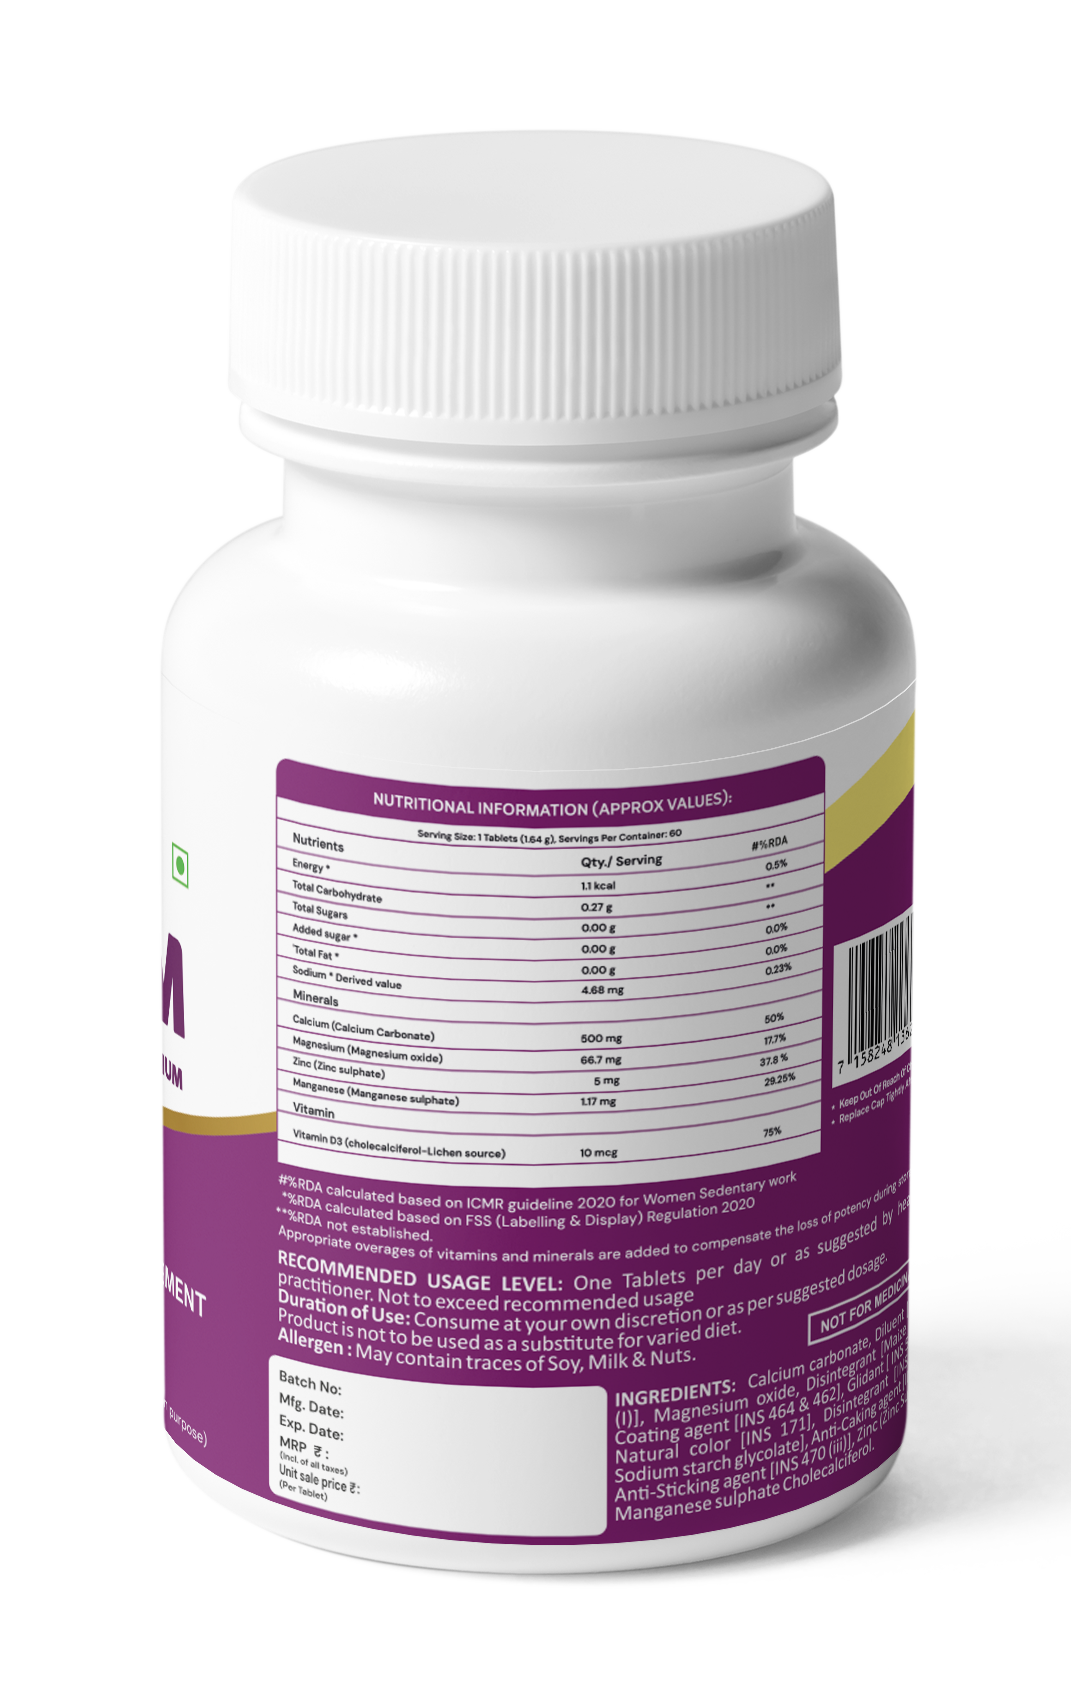 NUTRITIONAL INFORMATION (APPROX VALUES):
Serving Size: 1 Tablets (1.64 g), Servings Per Container: 60
Nutrients Qty./ Serving #%RDA
Energy * 1.1 kcal 0.5%
Total Carbohydrate 0.27 g **
Total Sugars 0.00 g **
Added sugar * 0.00 g 0.0%
Total Fat * 0.00 g 0.0%
Sodium * Derived value 4.68 mg 0.23%
Minerals
Calcium (Calcium Carbonate) 500 mg 50%
Magnesium (Magnesium oxide) 66.7 mg 17.7%
Zinc (Zinc sulphate) 5 mg 37.8 %
Manganese (Manganese sulphate) 1.17 mg 29.25%
Vitamin
Vitamin D3 (cholecalciferol-Lichen source) 10 mcg 75%
#%RDA calculated based on ICMR guideline 2020 for Women Sedentary work
*%RDA calculated based on FSS (Labelling & Display) Regulation 2020
**%RDA not established.
Appropriate overages of vitamins and minerals are added to compensate the loss of potency during
RECOMMENDED USAGE LEVEL: One Tablets per day or as suggested by
practitioner. Not to exceed recommended usage
Duration of Use: Consume at your own discretion or as per suggested dosage.
Product is not to be used as a substitute for varied diet.
Allergen : May contain traces of Soy, Milk & Nuts.
NOT FOR
Batch No:
Mfg. Date:
Exp. Date:
MRP ₹ :
(Incl. of all taxes)
Unit sale price ₹:
(Per Tablet)
INGREDIENTS: Calcium carbonate, Diluent
(I)], Magnesium oxide, Disintegrant [Maise
Coating agent [INS 464 & 462], Glidant [INS
Natural color [INS 171], Disintegrant
Sodium starch glycolate], Anti-Caking agent
Anti-Sticking agent [INS 470 (iii)], Zinc (Zinc
Manganese sulphate Cholecalciferol.
7 158248
* Keep Out Of Reach Of
* Replace Cap Tightly
M
UM
MENT
purpose)